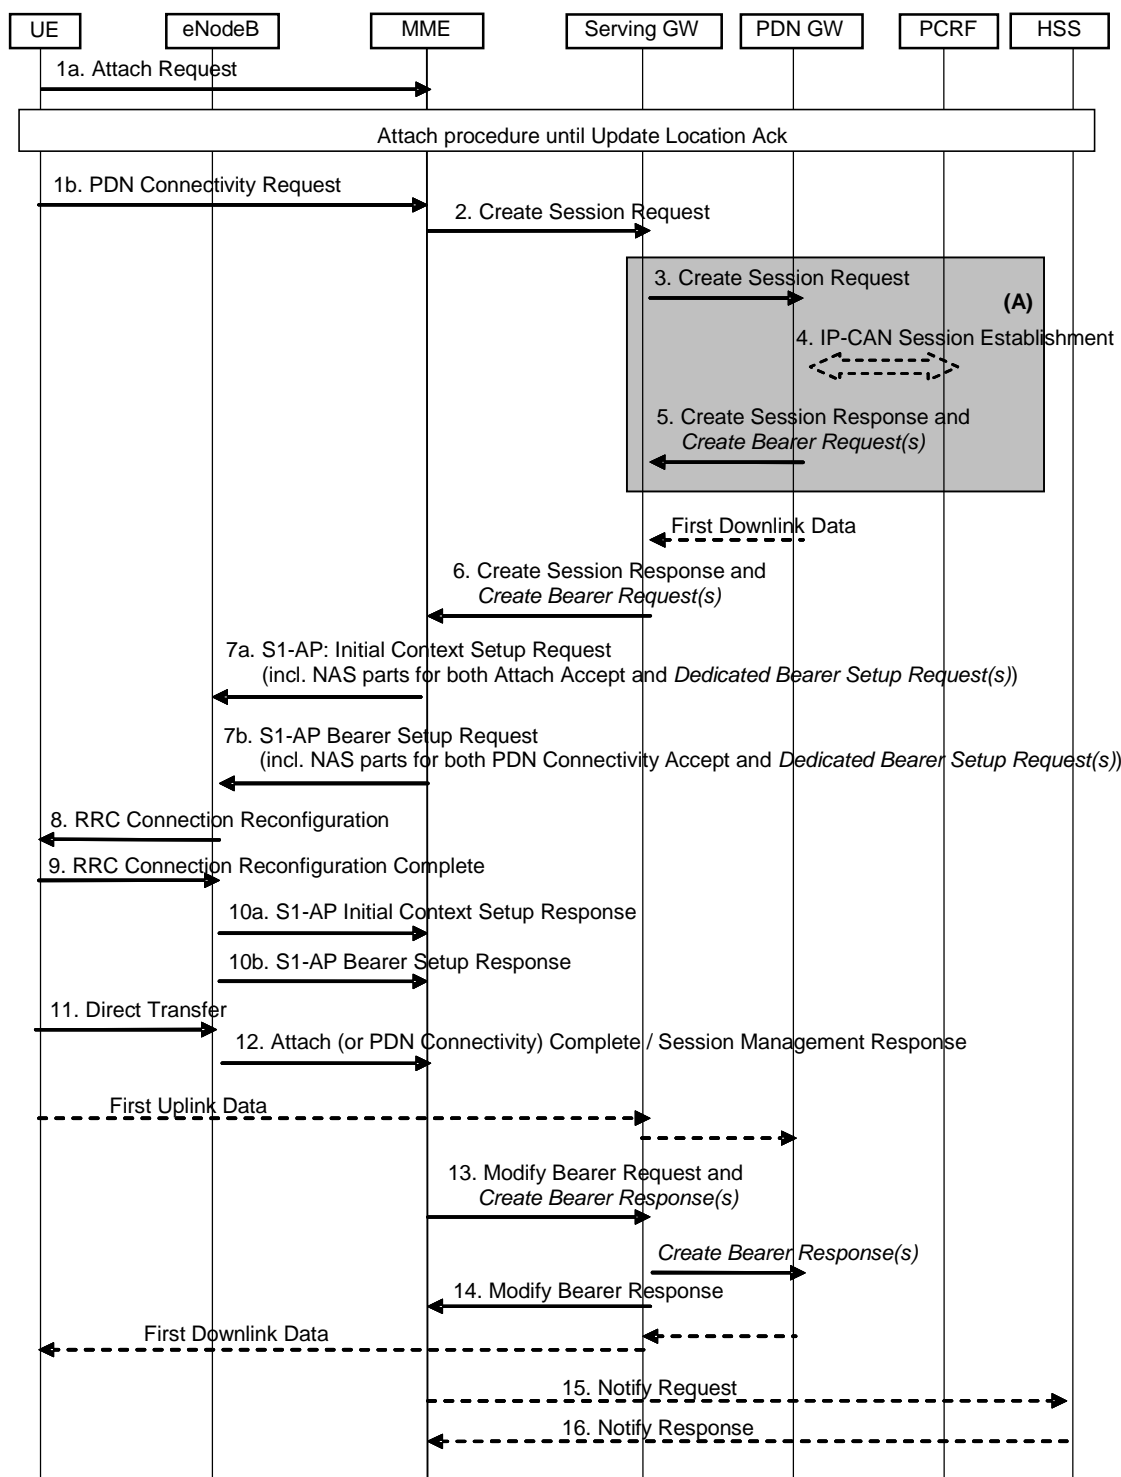 UE
eNodeB
MME
Serving GW
PDN GW
PCRF
HSS
1a. Attach Request
Attach procedure until Update Location Ack
1b. PDN Connectivity Request
2. Create Session Request
3. Create Session Request
(A)
4. IP-CAN Session Establishment
5. Create Session Response and
Create Bearer Request(s)
First Downlink Data
6. Create Session Response and
Create Bearer Request(s)
7a. S1-AP: Initial Context Setup Request
(incl. NAS parts for both Attach Accept and Dedicated Bearer Setup Request(s))
7b. S1-AP Bearer Setup Request
(incl. NAS parts for both PDN Connectivity Accept and Dedicated Bearer Setup Request(s))
8. RRC Connection Reconfiguration
9. RRC Connection Reconfiguration Complete
10a. S1-AP Initial Context Setup Response
10b. S1-AP Bearer Setup Response
11. Direct Transfer
12. Attach (or PDN Connectivity) Complete / Session Management Response
First Uplink Data
13. Modify Bearer Request and
Create Bearer Response(s)
Create Bearer Response(s)
14. Modify Bearer Response
First Downlink Data
15. Notify Request
16. Notify Response